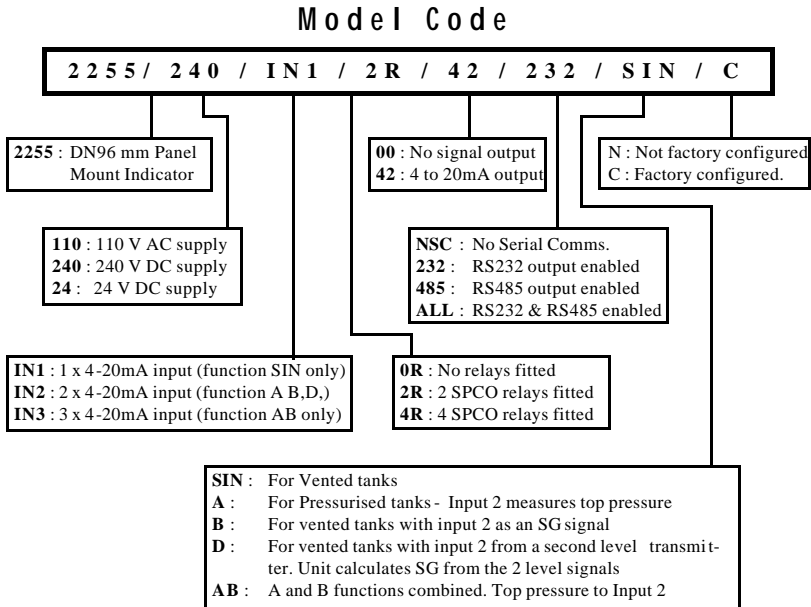 Model Code
2255/ 240 / IN1 / 2R / 42 / 232 / SIN / C
2255 : DN96 mm Panel
Mount Indicator
00 : No signal output
42 : 4 to 20mA output
N : Not factory configured
C : Factory configured.
110 : 110 V AC supply
240 : 240 V DC supply
24 : 24 V DC supply
NSC : No Serial Comms.
232 : RS232 output enabled
485 : RS485 output enabled
ALL : RS232 & RS485 enabled
IN1 : 1 x 4-20mA input (function SIN only)
IN2 : 2 x 4-20mA input (function A B,D,)
IN3 : 3 x 4-20mA input (function AB only)
0R : No relays fitted
2R : 2 SPCO relays fitted
4R : 4 SPCO relays fitted
SIN : For Vented tanks
A : For Pressurised tanks - Input 2 measures top pressure
B : For vented tanks with input 2 as an SG signal
D : For vented tanks with input 2 from a second level transmit-
ter. Unit calculates SG from the 2 level signals
AB : A and B functions combined. Top pressure to Input 2